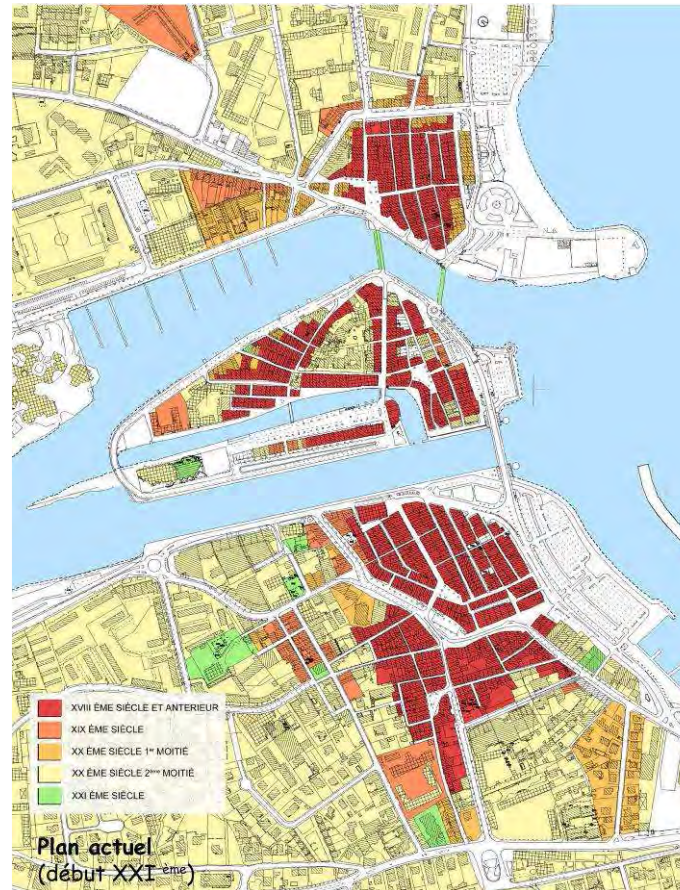 XVIII ÈME SIÈCLE ET ANTERIEUR
XIX ÈME SIÈCLE
XX ÈME SIÈCLE 1ère MOITIÉ
XX ÈME SIÈCLE 2ème MOITIÉ
XXI ÈME SIÈCLE
Plan actuel
(début XXI ème)